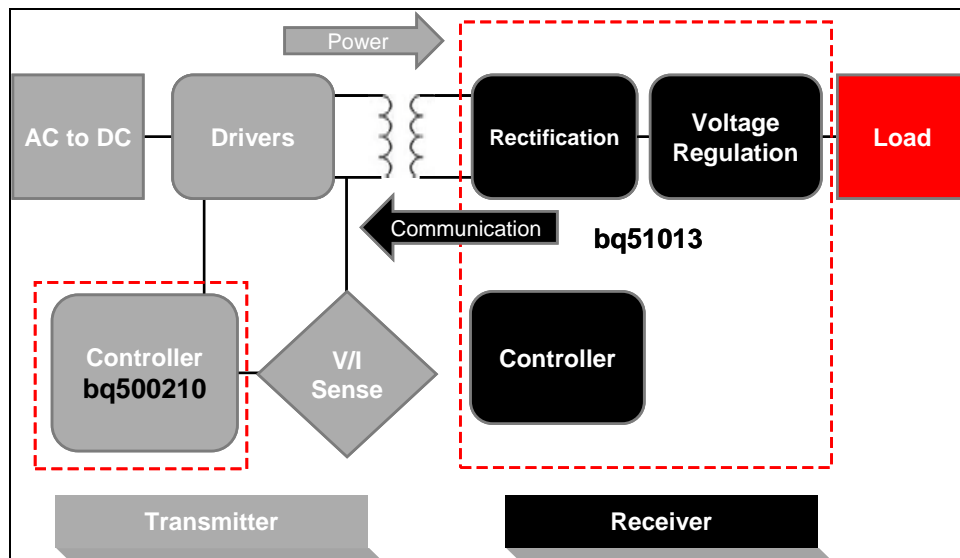 Power
AC to DC
Drivers
Rectification
Voltage
Regulation
Load
Communication
bq51013
Controller
bq500210
V/I
Sense
Controller
Transmitter
Receiver